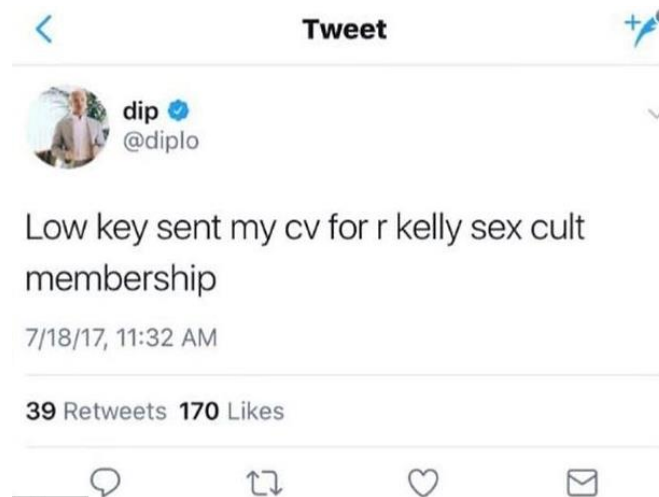 Tweet
dip
@diplo
Low key sent my cv for r kelly sex cult
membership
7/18/17, 11:32 AM
39 Retweets 170 Likes